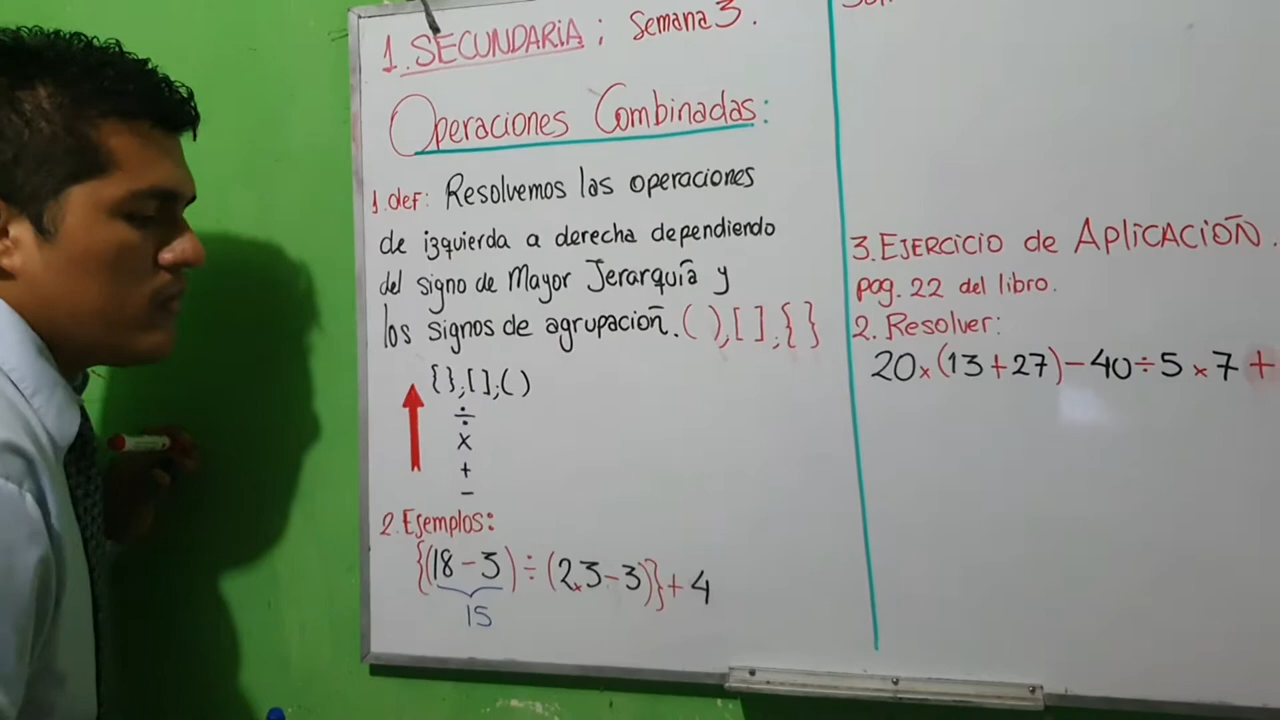 1. SECUNDARIA ; Semana 3.
Operaciones Combinadas:
1. def: Resolvemos las operaciones
de izquierda a derecha dependiendo
del signo de Mayor Jerarquía y
los signos de agrupación. ( ), [ ], { }
{ }, [ ], ( )
÷
x
+
−
2. Esemplos:
{(18 − 3) ÷ (2x3 − 3)} + 4
15
3. EJERCICIO de APLICACIÓN.
pag. 22 del libro.
2. Resolver:
20 x (13 + 27) − 40 ÷ 5 x 7 +